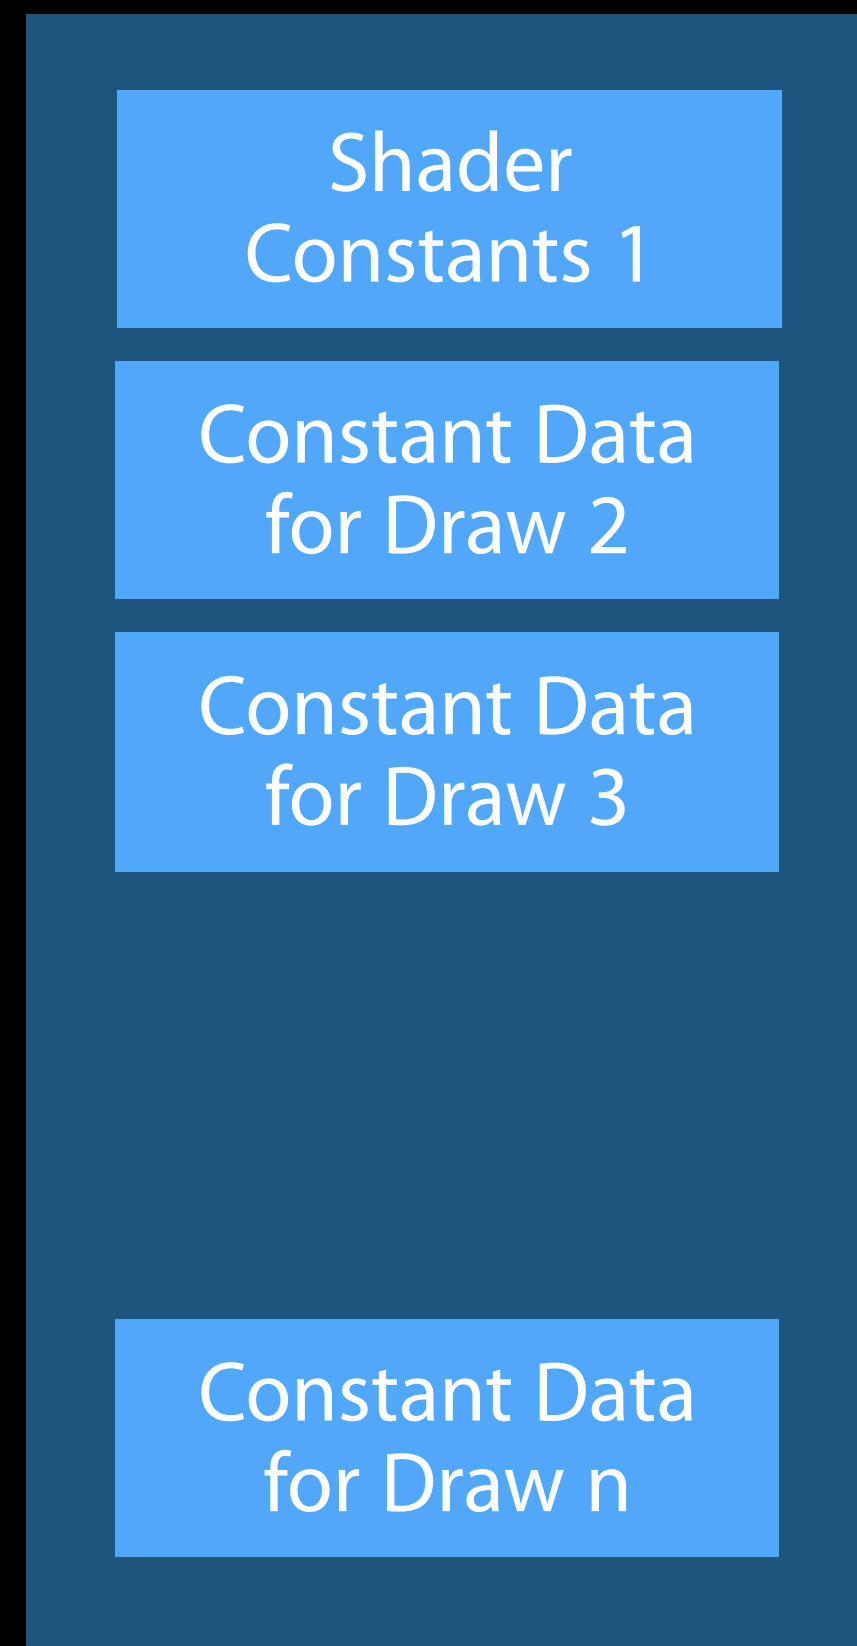 Shader
Constants 1
Constant Data
for Draw 2
Constant Data
for Draw 3
Constant Data
for Draw n